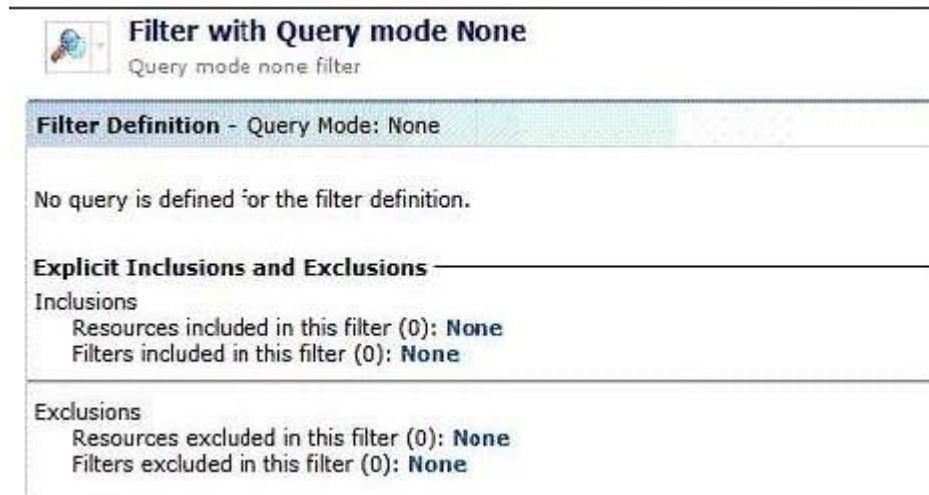 Filter with Query mode None
Query mode none filter
Filter Definition - Query Mode: None
No query is defined for the filter definition.
Explicit Inclusions and Exclusions
Inclusions
Resources included in this filter (0): None
Filters included in this filter (0): None
Exclusions
Resources excluded in this filter (0): None
Filters excluded in this filter (0): None